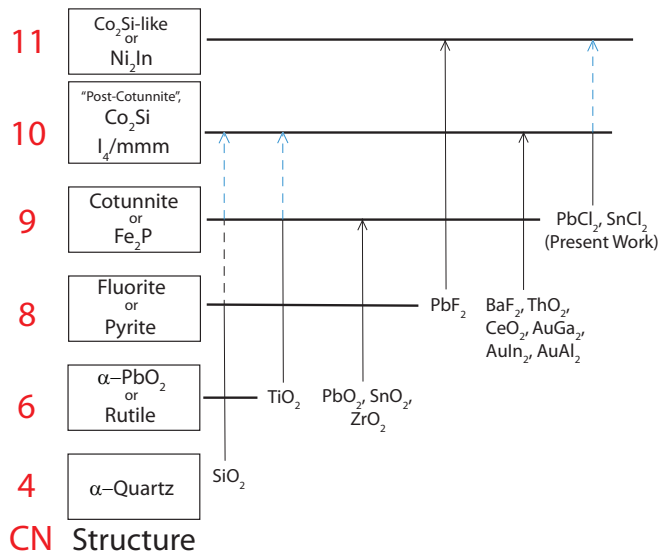 11
Co₂Si-like
or
Ni₂In
10
"Post-Cotunnite",
Co₂Si
I₄/mmm
9
Cotunnite
or
Fe₂P
PbCl₂, SnCl₂
(Present Work)
8
Fluorite
or
Pyrite
PbF₂
BaF₂, ThO₂,
CeO₂, AuGa₂,
AuIn₂, AuAl₂
6
α–PbO₂
or
Rutile
TiO₂
PbO₂, SnO₂,
ZrO₂
4
α–Quartz
SiO₂
CN Structure